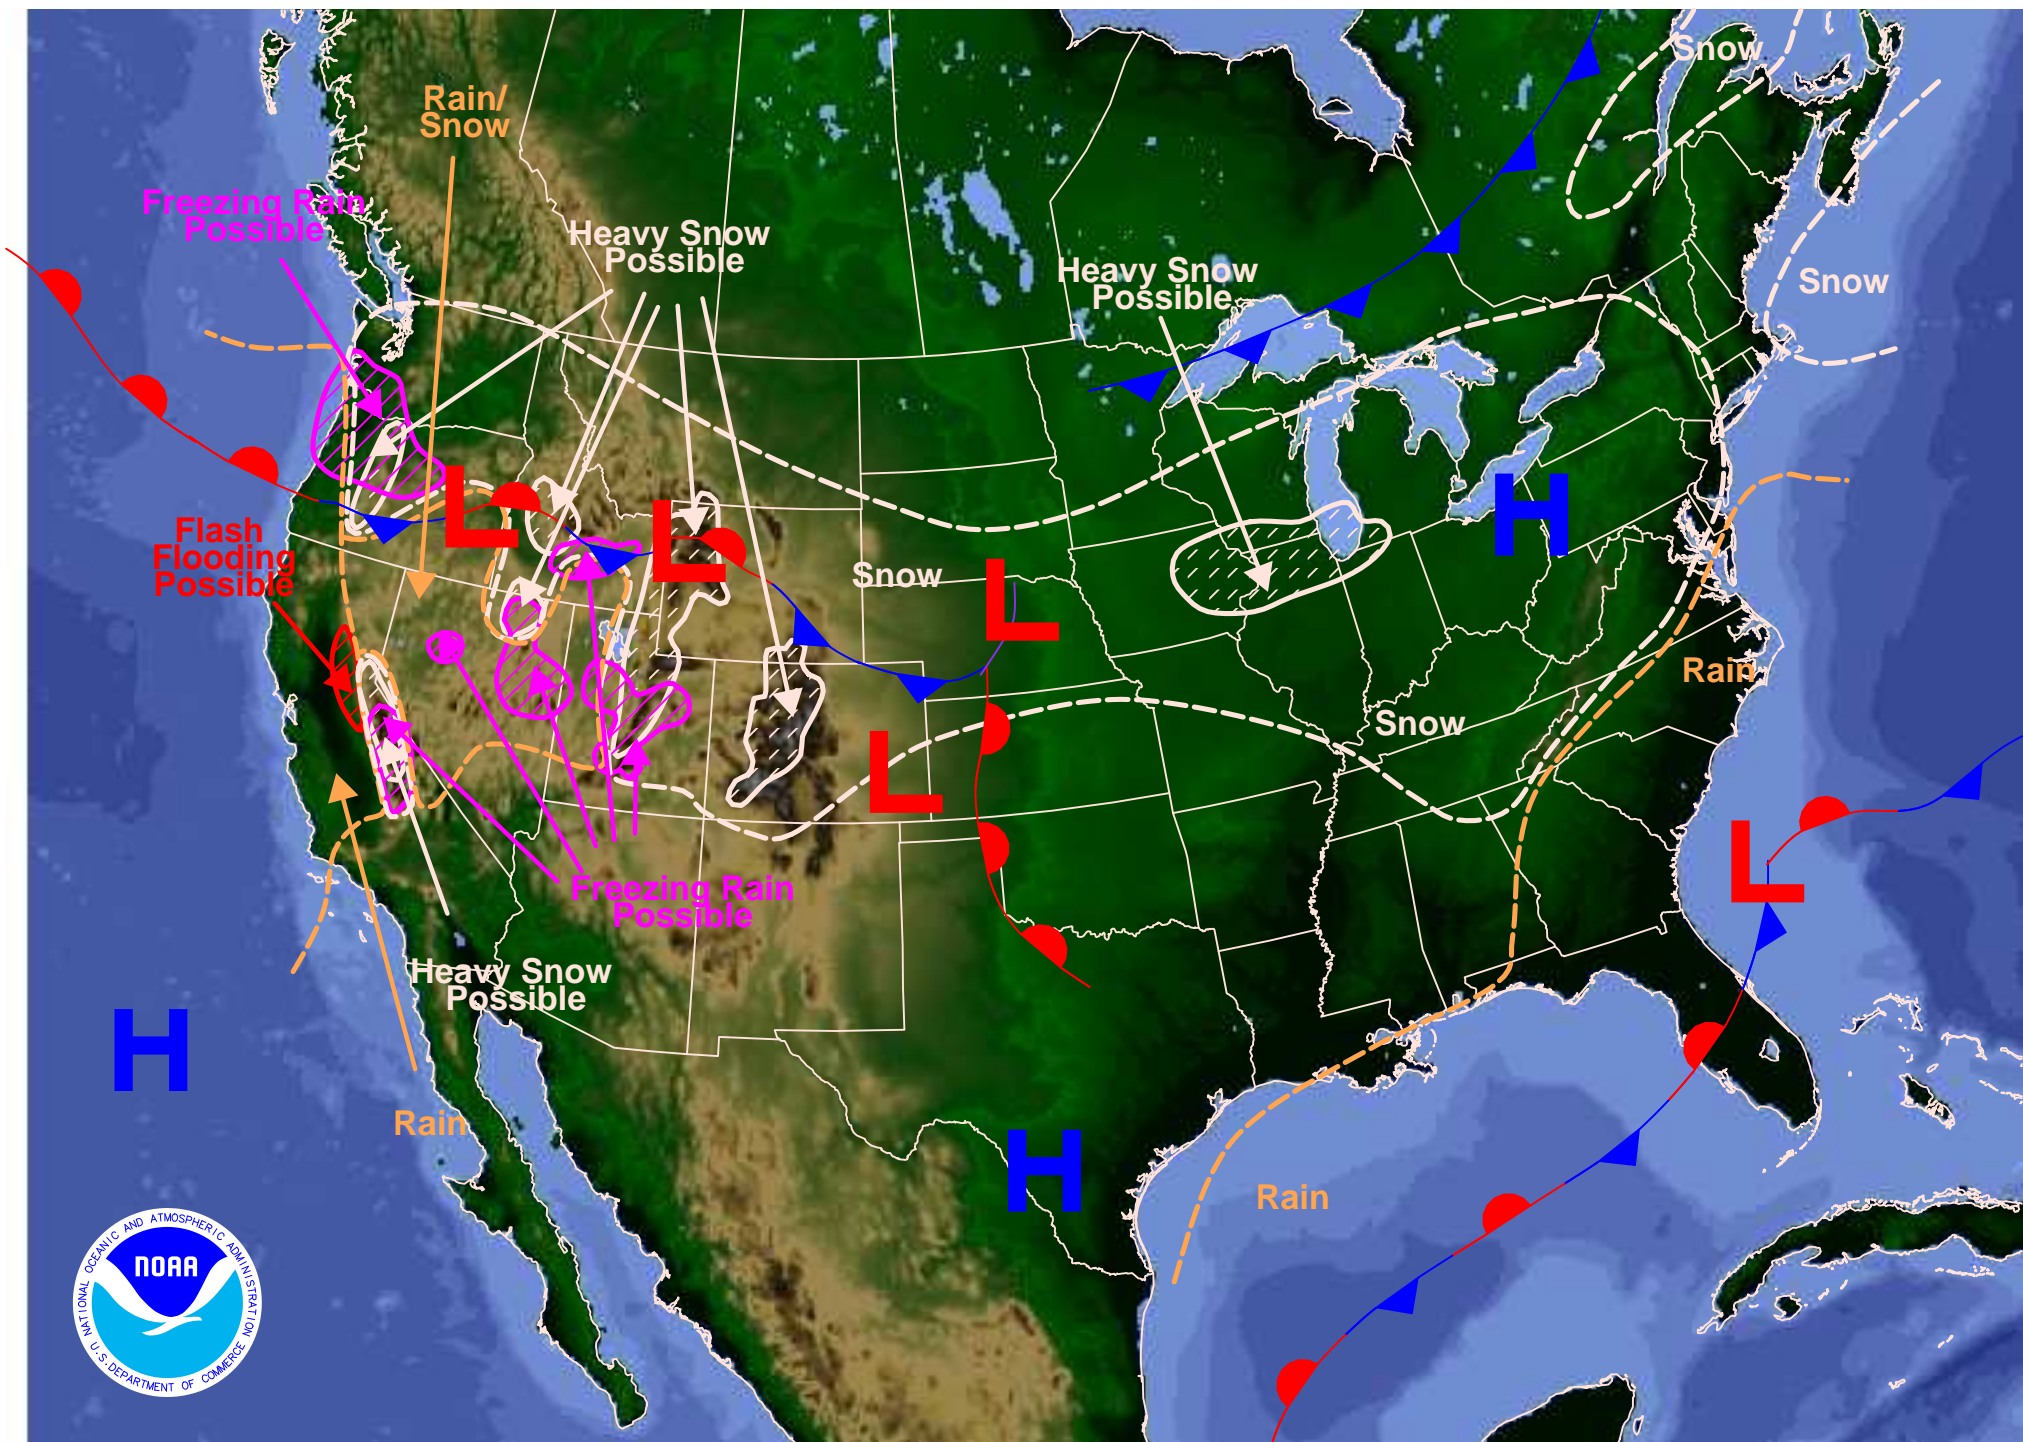 Snow
Rain/
Snow
Freezing Rain
Possible
Heavy Snow
Possible
Heavy Snow
Possible
Snow
L
L
H
Flash
Flooding
Possible
Snow
L
Rain
Snow
L
L
Freezing Rain
Possible
Heavy Snow
Possible
H
Rain
H
Rain
NATIONAL OCEANIC AND ATMOSPHERIC ADMINISTRATION
NOAA
U.S. DEPARTMENT OF COMMERCE